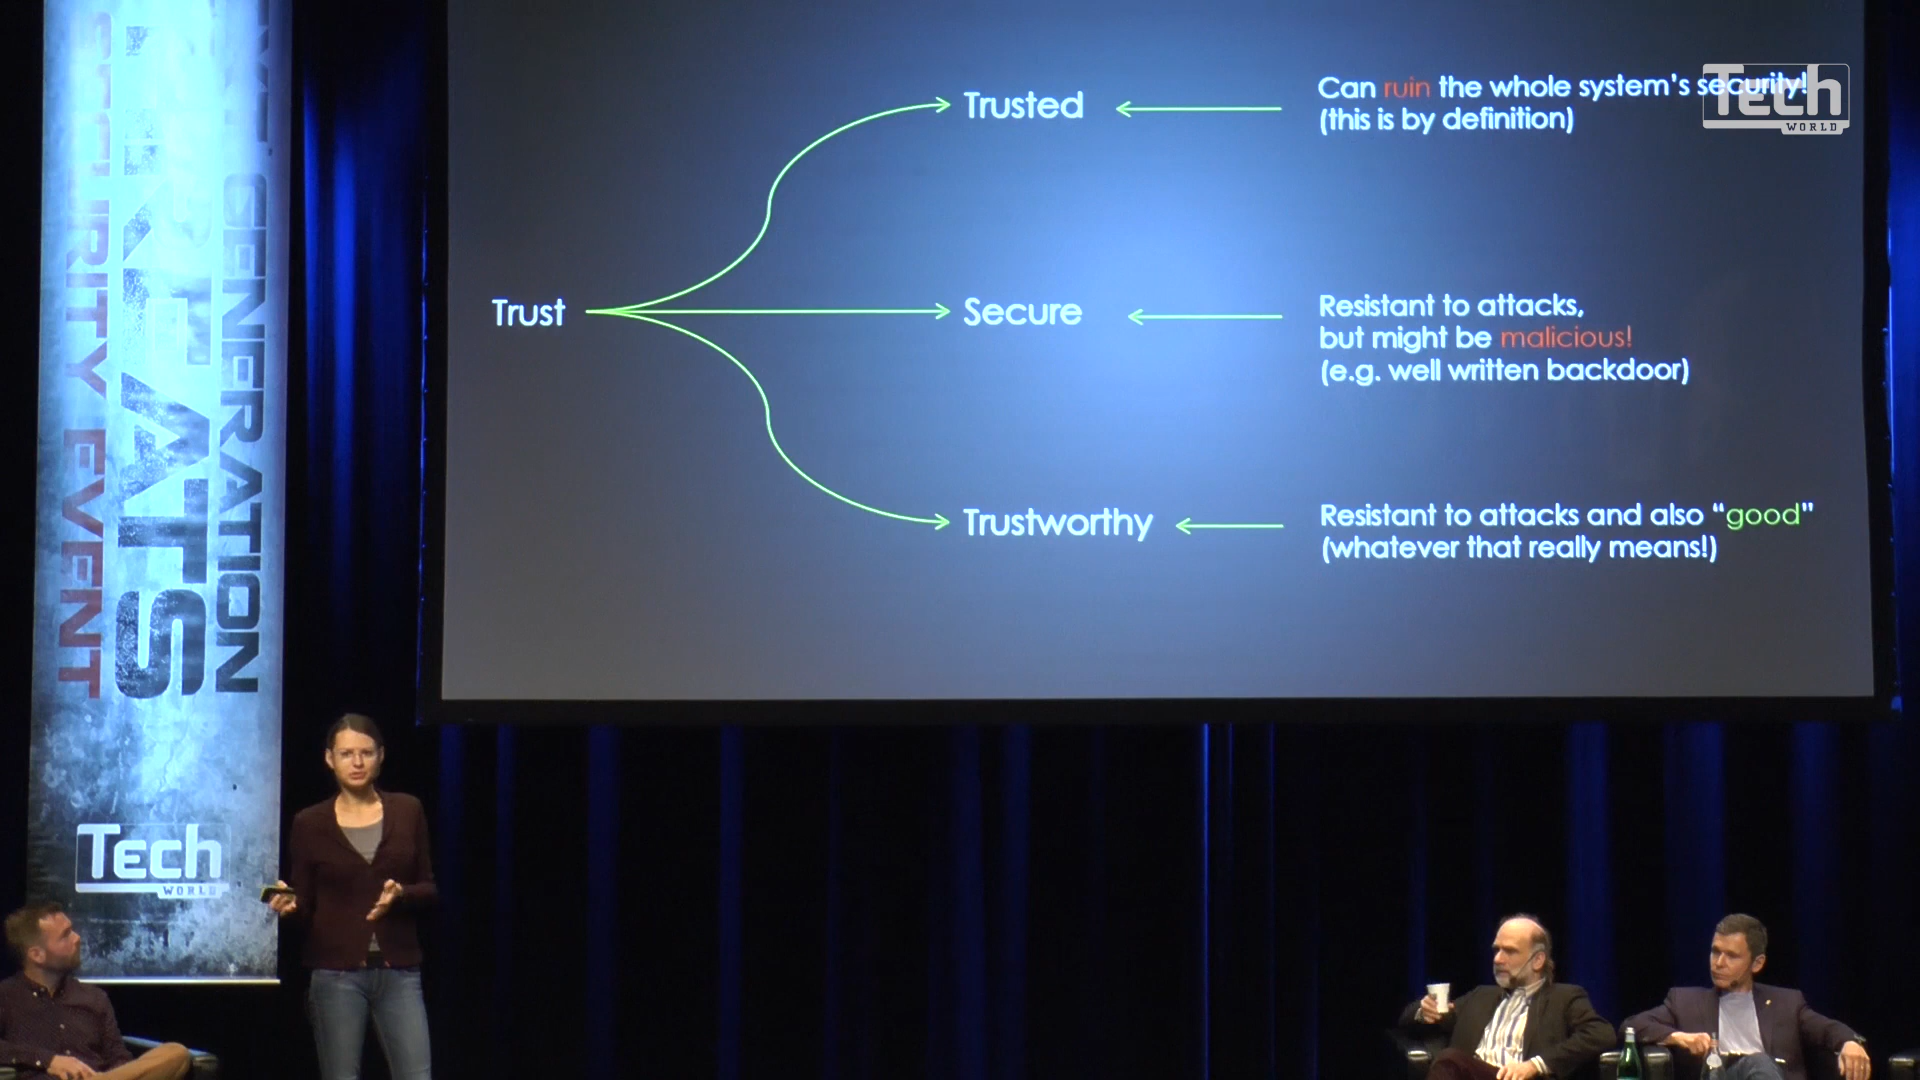 Trust
Trusted
Can ruin the whole system's security!
(this is by definition)
Secure
Resistant to attacks,
but might be malicious!
(e.g. well written backdoor)
Trustworthy
Resistant to attacks and also “good”
(whatever that really means!)
Tech
WORLD
GENERATION
SECURITY EVENT
Tech
WORLD